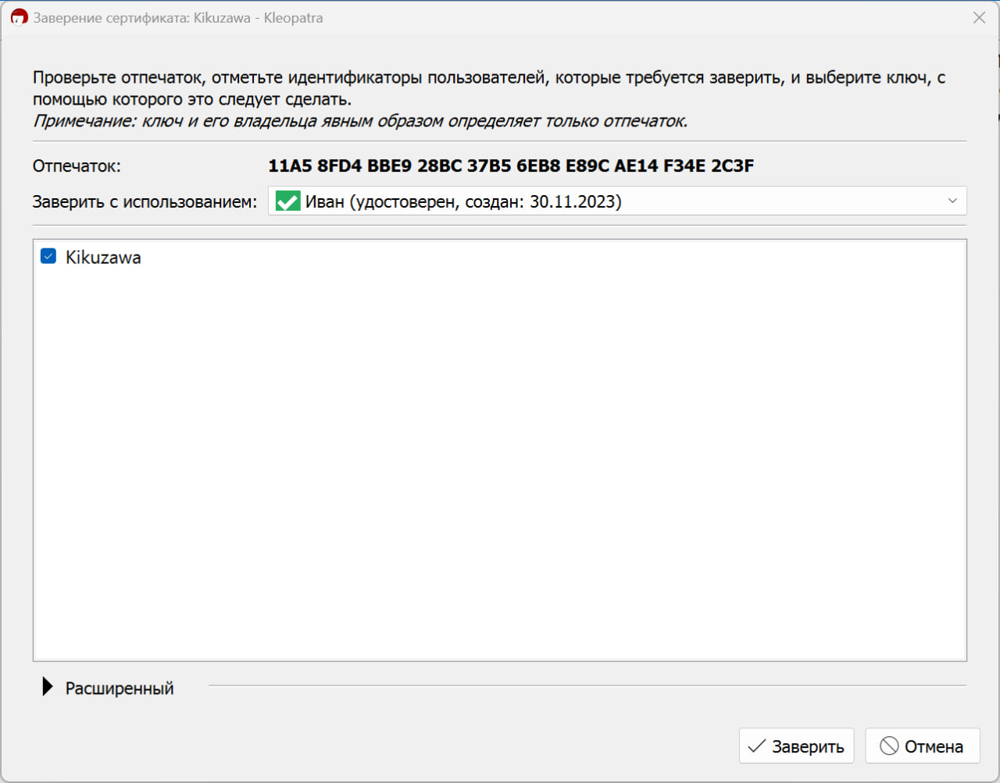 Заверение сертификата: Kikuzawa - Kleopatra
Проверьте отпечаток, отметьте идентификаторы пользователей, которые требуется заверить, и выберите ключ, с
помощью которого это следует сделать.
Примечание: ключ и его владельца явным образом определяет только отпечаток.
Отпечаток: 11A5 8FD4 BBE9 28BC 37B5 6EB8 E89C AE14 F34E 2C3F
Заверить с использованием: Иван (удостоверен, создан: 30.11.2023)
Kikuzawa
Расширенный
Заверить Отмена